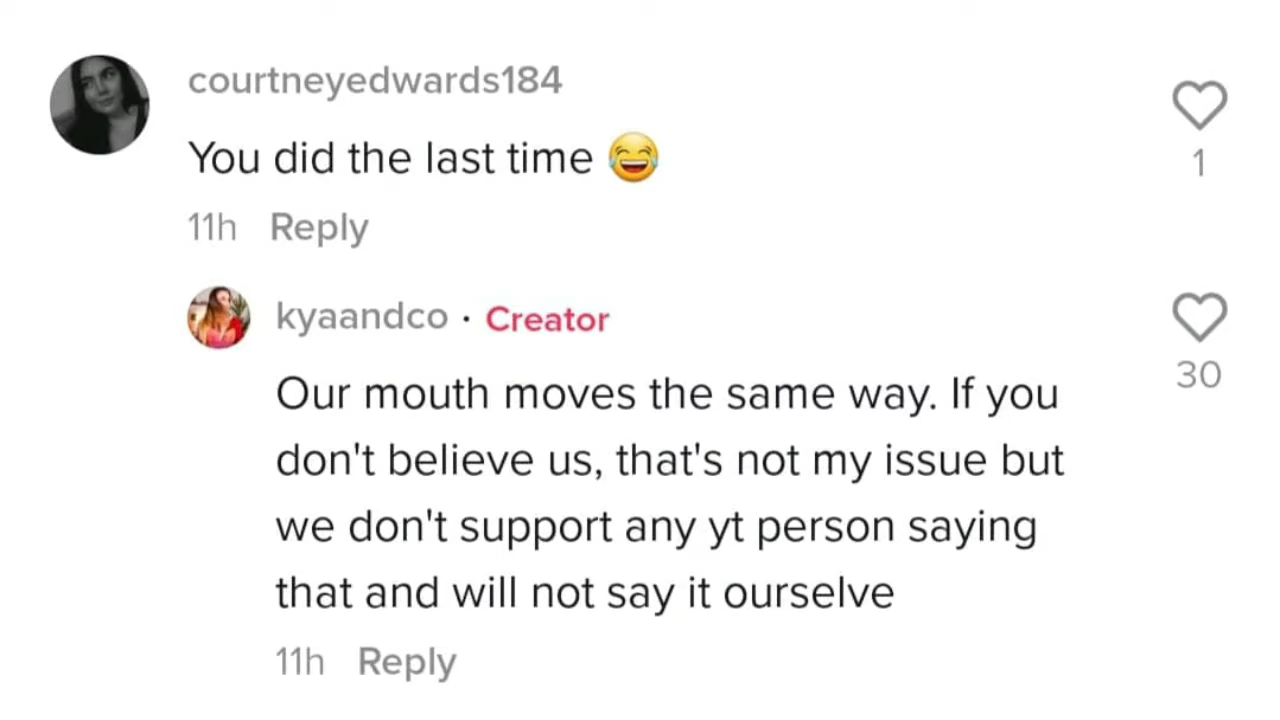 courtneyedwards184
You did the last time 😂
1
11h Reply
kyaandco · Creator
Our mouth moves the same way. If you
don't believe us, that's not my issue but
we don't support any yt person saying
that and will not say it ourselve
30
11h Reply